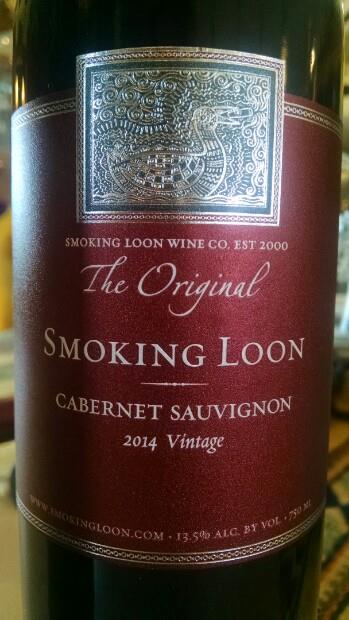 SMOKING LOON WINE CO. EST 2000
The Original
SMOKING LOON
CABERNET SAUVIGNON
2014 Vintage
WWW.SMOKINGLOON.COM • 13.5% ALC. BY VOL • 750 ML